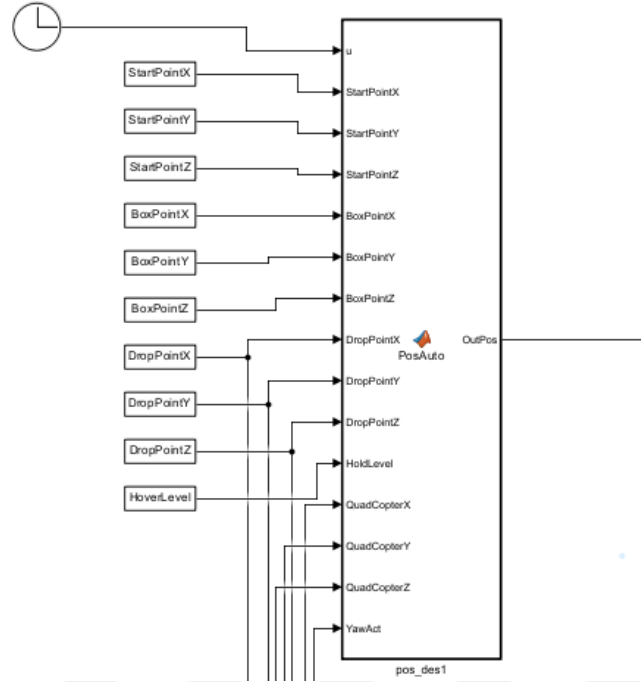 u
StartPointX
StartPointX
StartPointY
StartPointY
StartPointZ
StartPointZ
BoxPointX
BoxPointX
BoxPointY
BoxPointY
BoxPointZ
BoxPointZ
DropPointX
DropPointX
PosAuto
OutPos
DropPointY
DropPointY
DropPointZ
DropPointZ
HoverLevel
HoldLevel
QuadCopterX
QuadCopterY
QuadCopterZ
YawAct
pos_des1